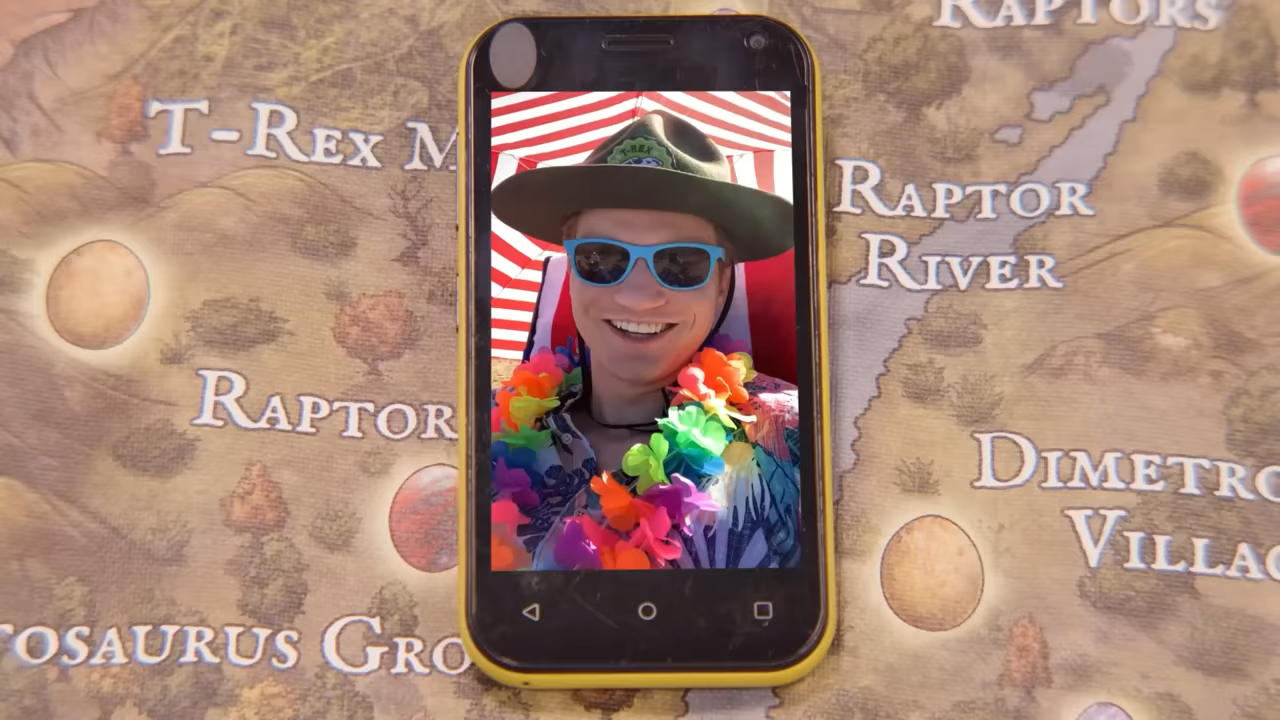 RAPTORS
T-REX M
T-REX
RAPTOR
RIVER
RAPTOR
DIMETRO
VILLAG
OSAURUS GRO